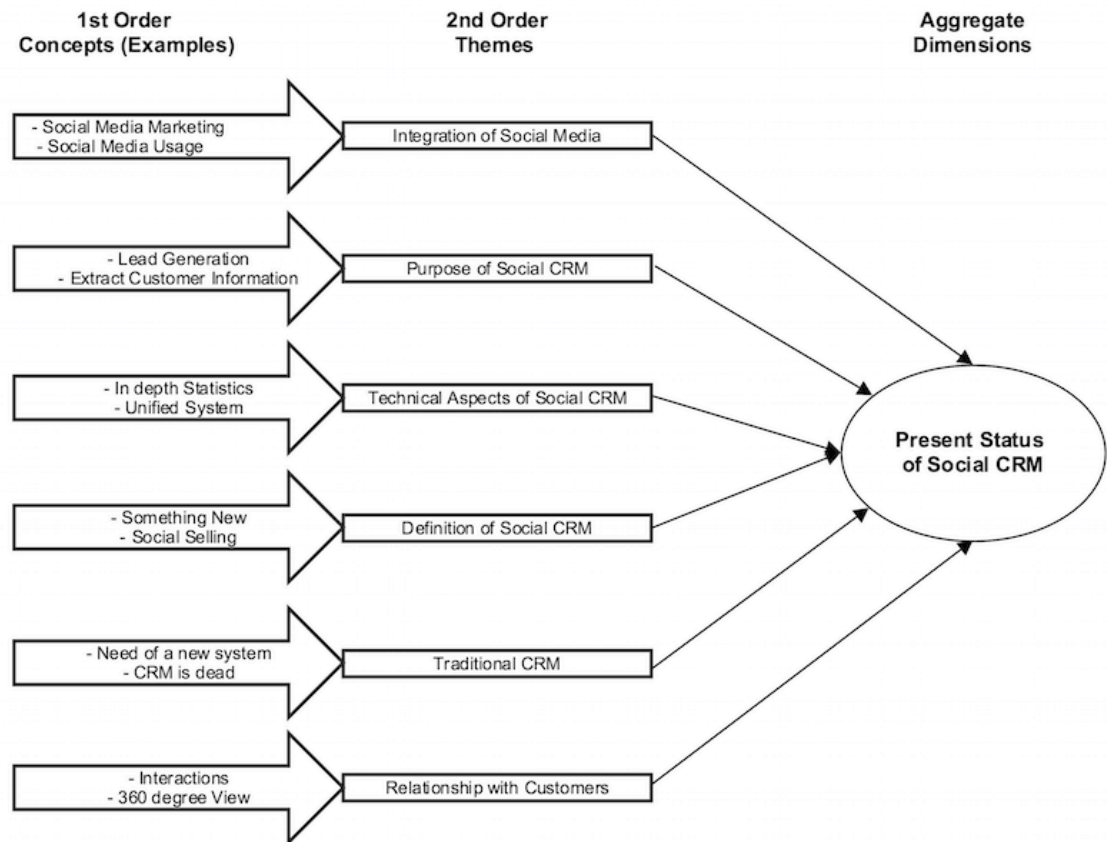 1st Order
Concepts (Examples)
2nd Order
Themes
Aggregate
Dimensions
- Social Media Marketing
- Social Media Usage
Integration of Social Media
- Lead Generation
- Extract Customer Information
Purpose of Social CRM
- In depth Statistics
- Unified System
Technical Aspects of Social CRM
- Something New
- Social Selling
Definition of Social CRM
- Need of a new system
- CRM is dead
Traditional CRM
- Interactions
- 360 degree View
Relationship with Customers
Present Status
of Social CRM